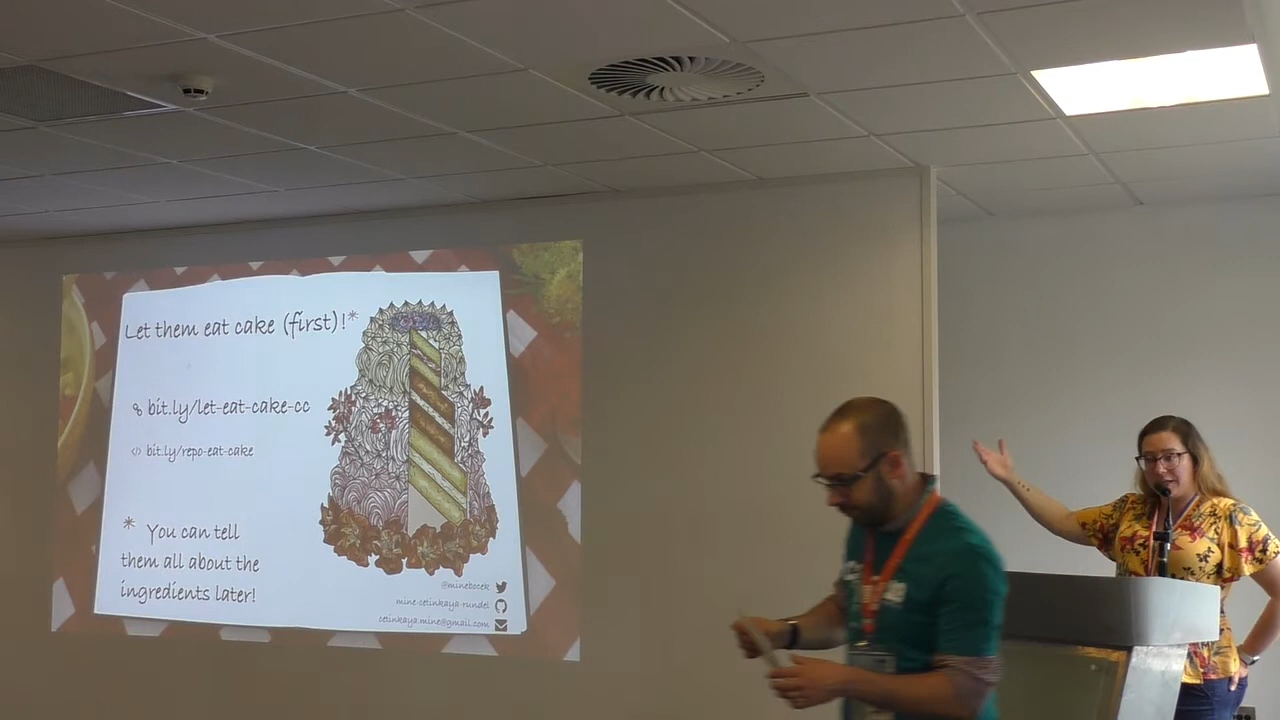 Let them eat cake (first)!*
bit.ly/let-eat-cake-cc
</> bit.ly/repo-eat-cake
* You can tell
them all about the
ingredients later!
@minebocek
mine-cetinkaya-rundel
cetinkaya.mine@gmail.com